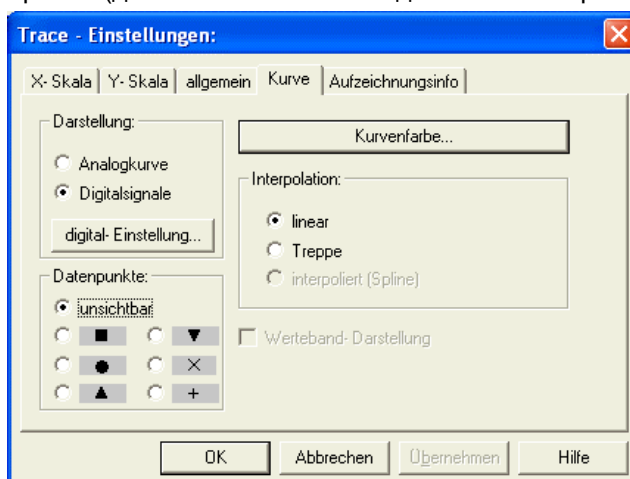 Trace - Einstellungen:
X- Skala Y- Skala allgemein Kurve Aufzeichnungsinfo
Darstellung:
Analogkurve
Digitalsignale
digital- Einstellung...
Kurvenfarbe...
Interpolation:
linear
Treppe
interpoliert (Spline)
Datenpunkte:
unsichtbar
Werteband- Darstellung
OK Abbrechen Übernehmen Hilfe